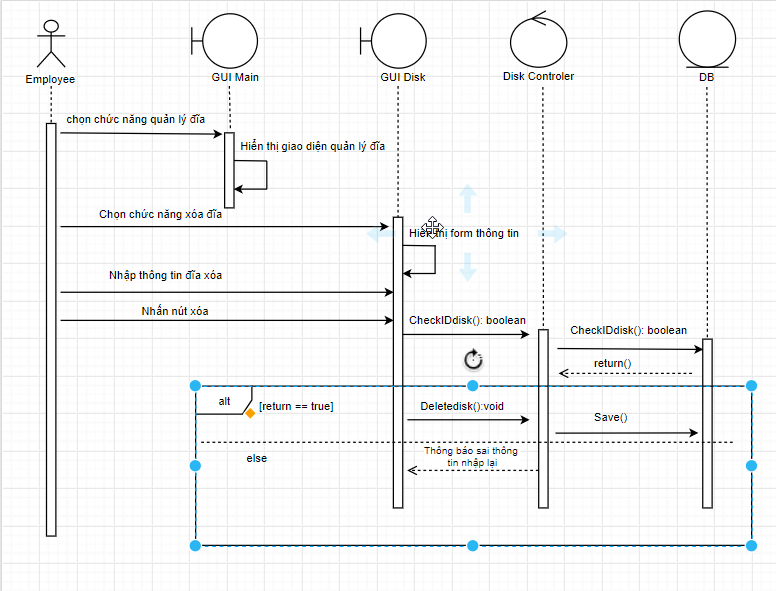 Employee
GUI Main
GUI Disk
Disk Controler
DB
chọn chức năng quản lý đĩa
Hiển thị giao diện quản lý đĩa
Chọn chức năng xóa đĩa
Hiển thị form thông tin
Nhập thông tin đĩa xóa
Nhấn nút xóa
CheckIDdisk(): boolean
CheckIDdisk(): boolean
return()
alt
[return == true]
Deletedisk():void
Save()
else
Thông báo sai thông
tin nhập lại